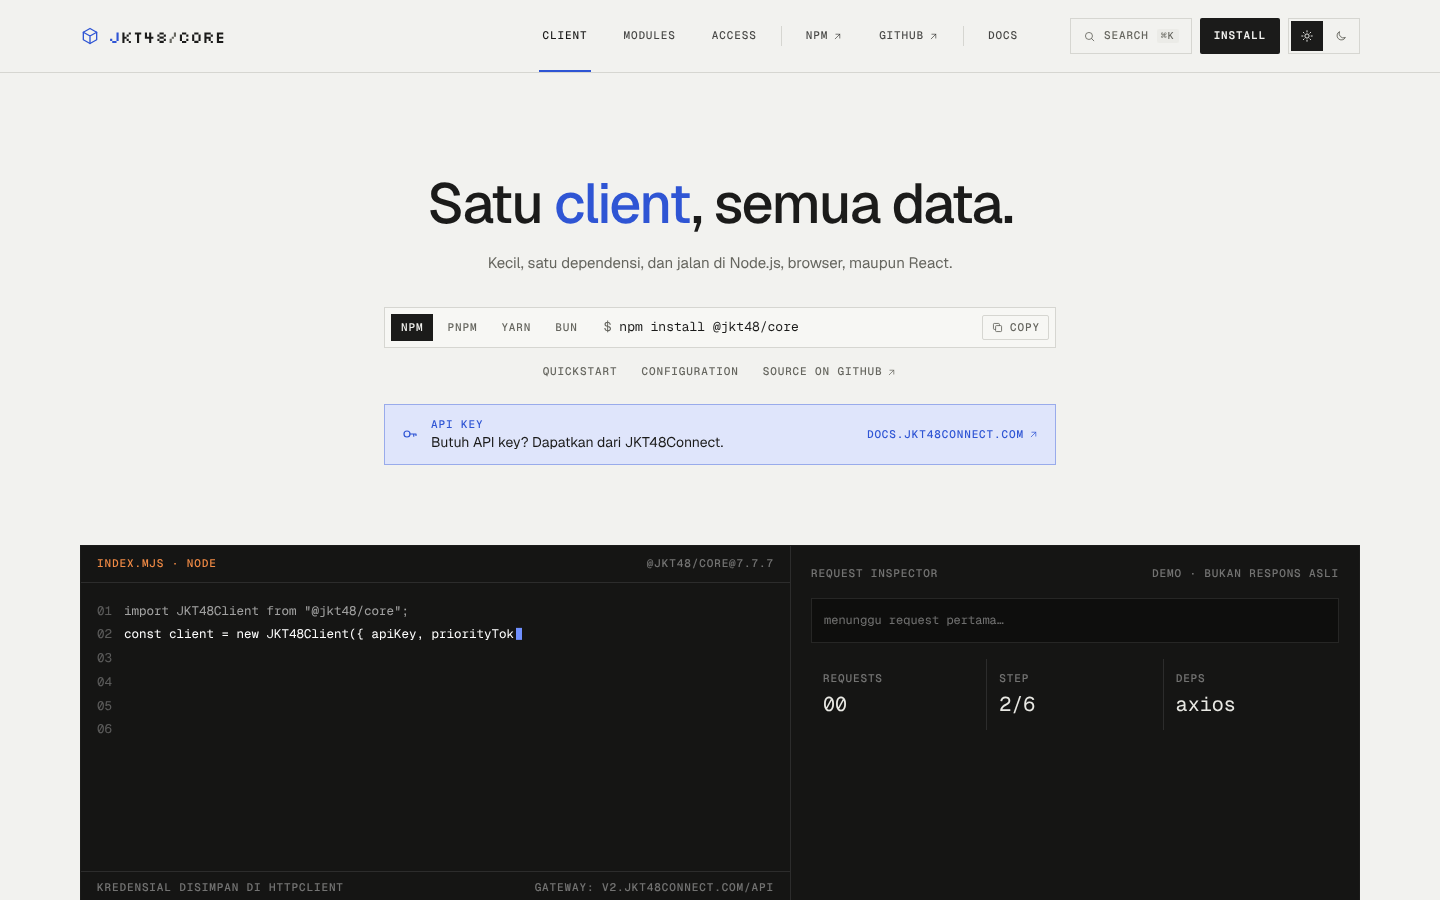 JKT48/CORE
CLIENT MODULES ACCESS NPM ↗ GITHUB ↗ DOCS
SEARCH ⌘K INSTALL
Satu client, semua data.
Kecil, satu dependensi, dan jalan di Node.js, browser, maupun React.
NPM PNPM YARN BUN $ npm install @jkt48/core COPY
QUICKSTART CONFIGURATION SOURCE ON GITHUB ↗
API KEY
Butuh API key? Dapatkan dari JKT48Connect.
DOCS.JKT48CONNECT.COM ↗
INDEX.MJS · NODE @JKT48/CORE@7.7.7
01 import JKT48Client from "@jkt48/core";
02 const client = new JKT48Client({ apiKey, priorityTok
03
04
05
06
KREDENSIAL DISIMPAN DI HTTPCLIENT GATEWAY: V2.JKT48CONNECT.COM/API
REQUEST INSPECTOR DEMO · BUKAN RESPONS ASLI
menunggu request pertama…
REQUESTS STEP DEPS
00 2/6 axios